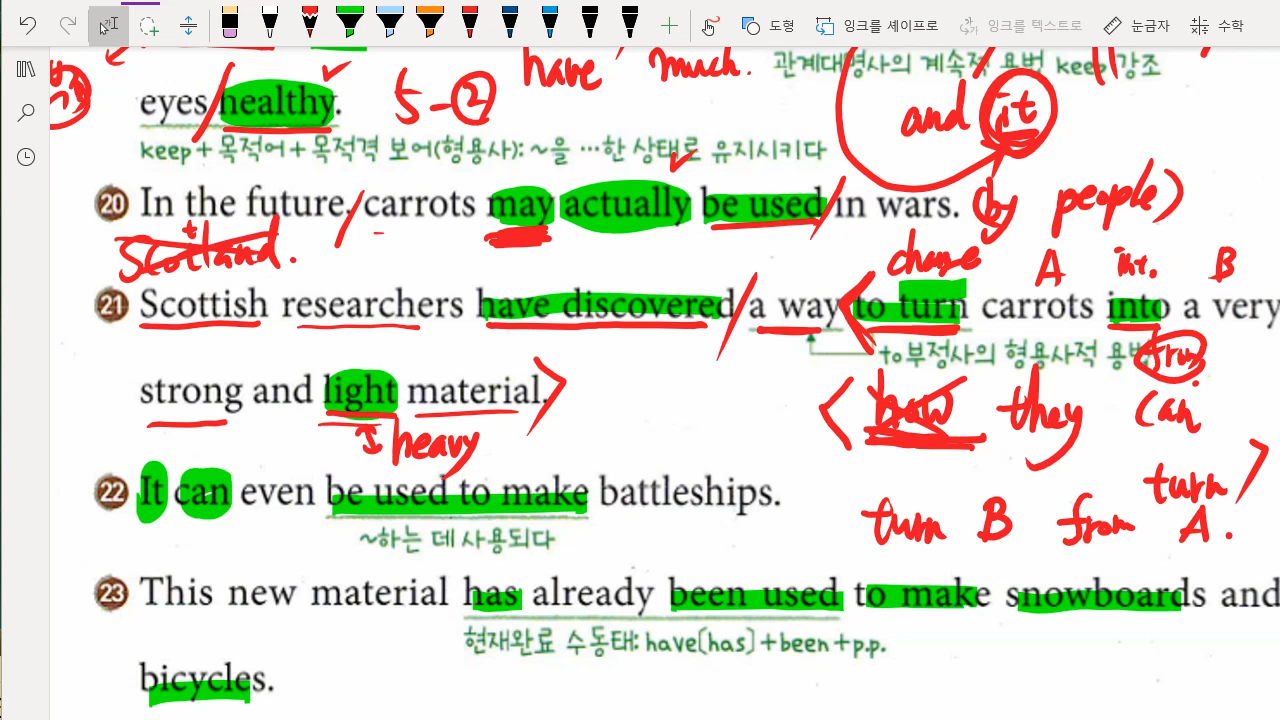 도형 잉크를 셰이프로 잉크를 텍스트로 눈금자 수학
have much. 관계대명사의 계속적 용법 keep 강조
eyes healthy. 5-② and it
keep + 목적어 + 목적격 보어(형용사): ~을 …한 상태로 유지시키다
⑳ In the future, carrots may actually be used in wars. (by people)
Scotland. change A int. B
㉑ Scottish researchers have discovered a way to turn carrots into a very
to부정사의 형용사적 용법 from
strong and light material. how they can
heavy turn
㉒ It can even be used to make battleships. turn B from A.
~하는 데 사용되다
㉓ This new material has already been used to make snowboards and
현재완료 수동태: have[has]+been+p.p.
bicycles.